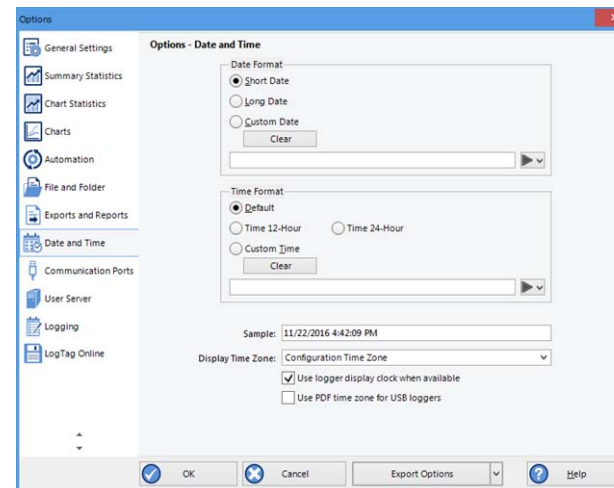 Options
General Settings
Summary Statistics
Chart Statistics
Charts
Automation
File and Folder
Exports and Reports
Date and Time
Communication Ports
User Server
Logging
LogTag Online
Options - Date and Time
Date Format
Short Date
Long Date
Custom Date
Clear
Time Format
Default
Time 12-Hour Time 24-Hour
Custom Time
Clear
Sample: 11/22/2016 4:42:09 PM
Display Time Zone: Configuration Time Zone
Use logger display clock when available
Use PDF time zone for USB loggers
OK Cancel Export Options Help